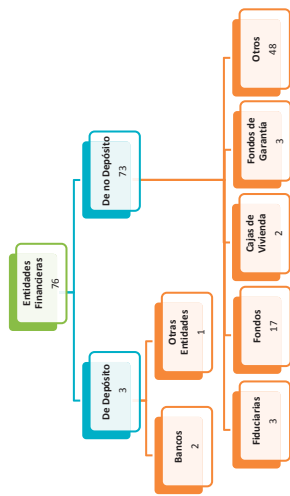 Entidades
Financieras
76
De Depósito
3
De no Depósito
73
Bancos
2
Otras
Entidades
1
Fiduciarias
3
Fondos
17
Cajas de
Vivienda
2
Fondos de
Garantía
3
Otros
48